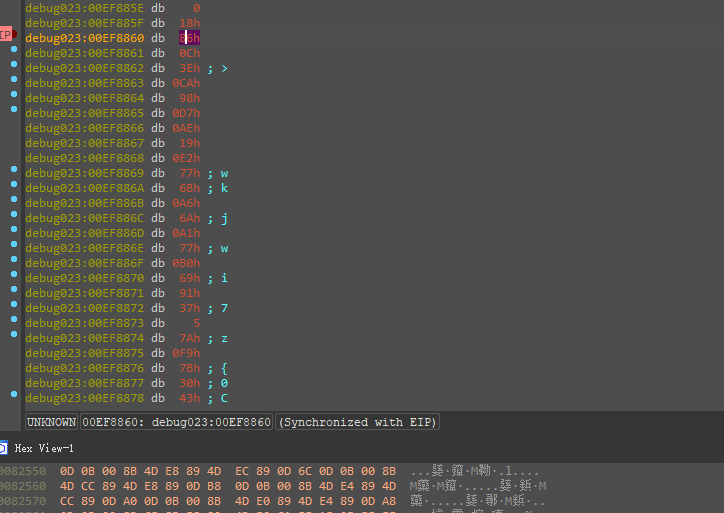 debug023:00EF885E db 0
debug023:00EF885F db 18h
IP debug023:00EF8860 db 86h
debug023:00EF8861 db 0Ch
debug023:00EF8862 db 3Eh ; >
debug023:00EF8863 db 0CAh
debug023:00EF8864 db 98h
debug023:00EF8865 db 0D7h
debug023:00EF8866 db 0AEh
debug023:00EF8867 db 19h
debug023:00EF8868 db 0E2h
debug023:00EF8869 db 77h ; w
debug023:00EF886A db 6Bh ; k
debug023:00EF886B db 0A6h
debug023:00EF886C db 6Ah ; j
debug023:00EF886D db 0A1h
debug023:00EF886E db 77h ; w
debug023:00EF886F db 0B0h
debug023:00EF8870 db 69h ; i
debug023:00EF8871 db 91h
debug023:00EF8872 db 37h ; 7
debug023:00EF8873 db 5
debug023:00EF8874 db 7Ah ; z
debug023:00EF8875 db 0F9h
debug023:00EF8876 db 7Bh ; {
debug023:00EF8877 db 30h ; 0
debug023:00EF8878 db 43h ; C
UNKNOWN 00EF8860: debug023:00EF8860 (Synchronized with EIP)
Hex View-1
0082550 0D 0B 00 8B 4D E8 89 4D EC 89 0D 6C 0D 0B 00 8B
0082560 4D CC 89 4D E8 89 0D B8 0D 0B 00 8B 4D E4 89 4D
0082570 CC 89 0D A0 0D 0B 00 8B 4D E0 89 4D E4 89 0D A8